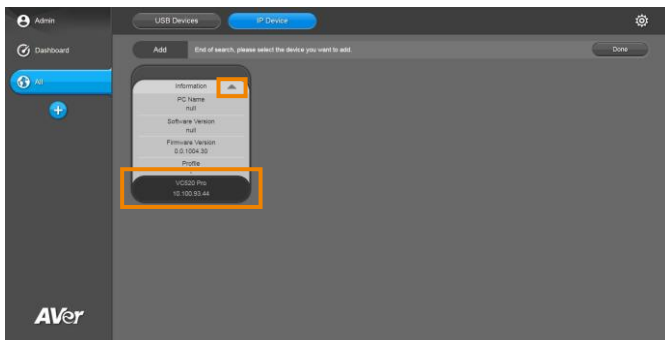 Admin
USB Devices
IP Device
Dashboard
Add
End of search, please select the device you want to add.
Done
All
Information
PC Name
null
Software Version
null
Firmware Version
0.0.1004.30
Profile
-
VC520 Pro
10.100.93.44
AVer